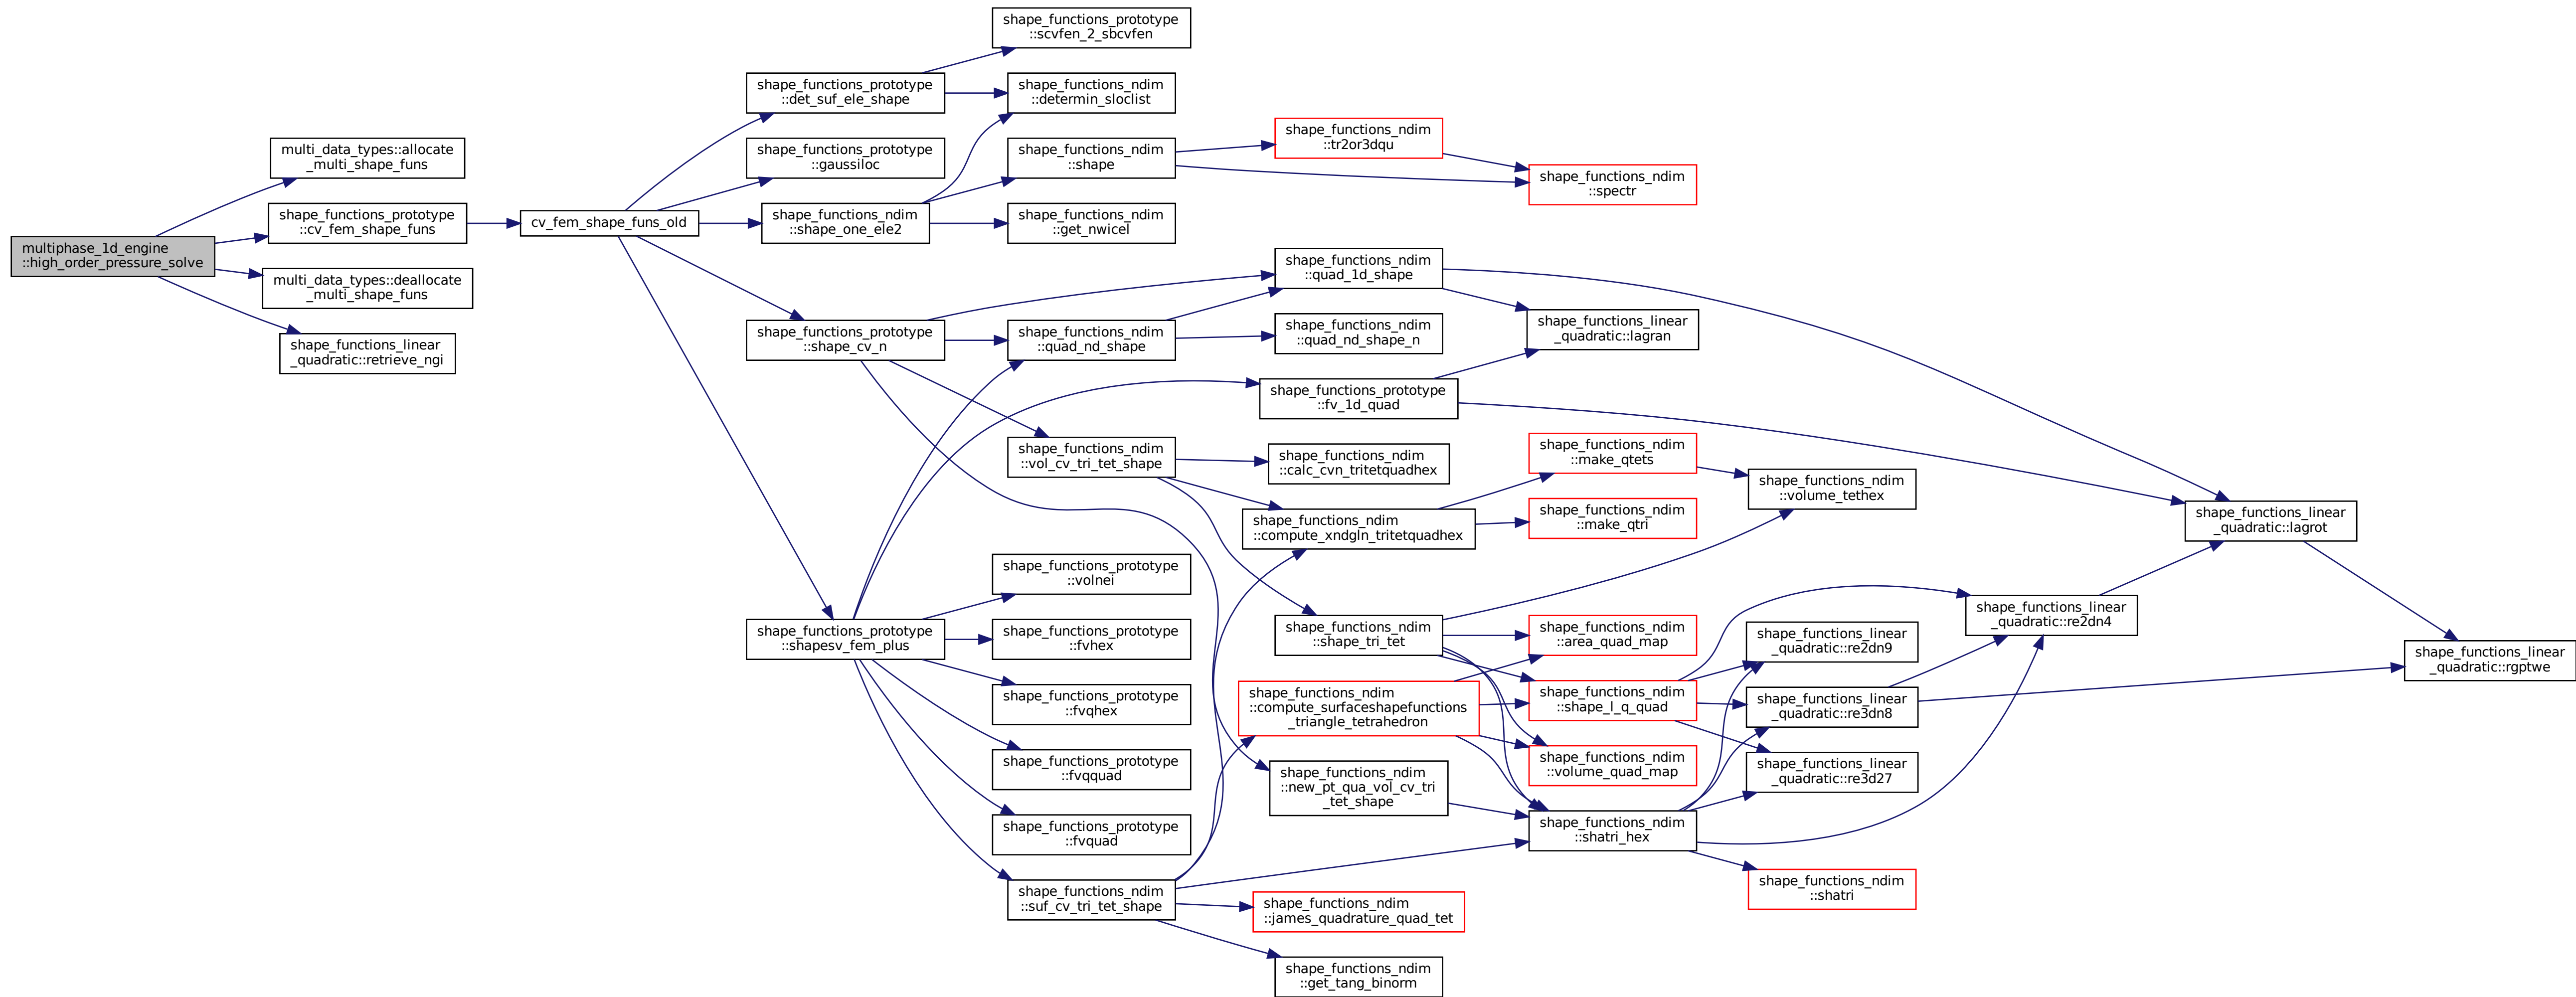 multiphase_1d_engine
::high_order_pressure_solve
multi_data_types::allocate
_multi_shape_funs
shape_functions_prototype
::cv_fem_shape_funs
multi_data_types::deallocate
_multi_shape_funs
shape_functions_linear
_quadratic::retrieve_ngi
cv_fem_shape_funs_old
shape_functions_prototype
::det_suf_ele_shape
shape_functions_prototype
::gaussiloc
shape_functions_ndim
::shape_one_ele2
shape_functions_prototype
::shape_cv_n
shape_functions_prototype
::shapesv_fem_plus
shape_functions_prototype
::scvfen_2_sbcvfen
shape_functions_ndim
::determin_sloclist
shape_functions_ndim
::shape
shape_functions_ndim
::get_nwicel
shape_functions_ndim
::quad_nd_shape
shape_functions_ndim
::vol_cv_tri_tet_shape
shape_functions_prototype
::volnei
shape_functions_prototype
::fvhex
shape_functions_prototype
::fvqhex
shape_functions_prototype
::fvqquad
shape_functions_prototype
::fvquad
shape_functions_ndim
::suf_cv_tri_tet_shape
shape_functions_ndim
::tr2or3dqu
shape_functions_ndim
::quad_1d_shape
shape_functions_ndim
::quad_nd_shape_n
shape_functions_prototype
::fv_1d_quad
shape_functions_ndim
::calc_cvn_tritetquadhex
shape_functions_ndim
::compute_xndgln_tritetquadhex
shape_functions_ndim
::shape_tri_tet
shape_functions_ndim
::compute_surfaceshapefunctions
_triangle_tetrahedron
shape_functions_ndim
::new_pt_qua_vol_cv_tri
_tet_shape
shape_functions_ndim
::james_quadrature_quad_tet
shape_functions_ndim
::get_tang_binorm
shape_functions_ndim
::spectr
shape_functions_linear
_quadratic::lagran
shape_functions_ndim
::make_qtets
shape_functions_ndim
::make_qtri
shape_functions_ndim
::area_quad_map
shape_functions_ndim
::shape_l_q_quad
shape_functions_ndim
::volume_quad_map
shape_functions_ndim
::shatri_hex
shape_functions_ndim
::volume_tethex
shape_functions_linear
_quadratic::re2dn9
shape_functions_linear
_quadratic::re3dn8
shape_functions_linear
_quadratic::re3d27
shape_functions_ndim
::shatri
shape_functions_linear
_quadratic::re2dn4
shape_functions_linear
_quadratic::lagrot
shape_functions_linear
_quadratic::rgptwe